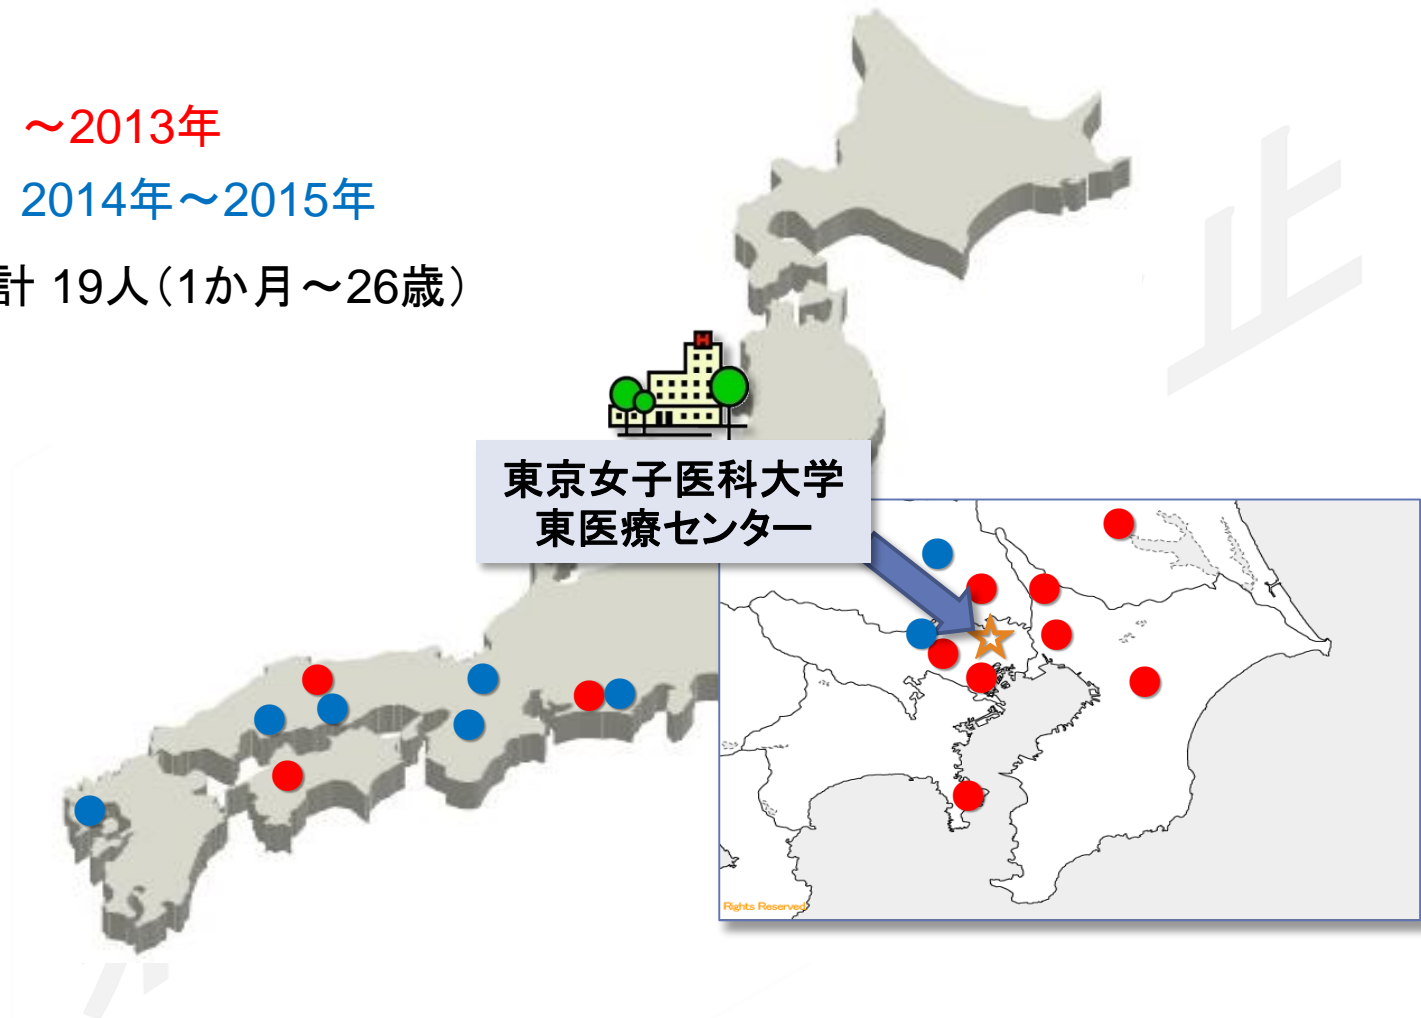 ~2013年
2014年~2015年
計 19人(1か月~26歳)
H
東京女子医科大学
東医療センター
Rights Reserved
止